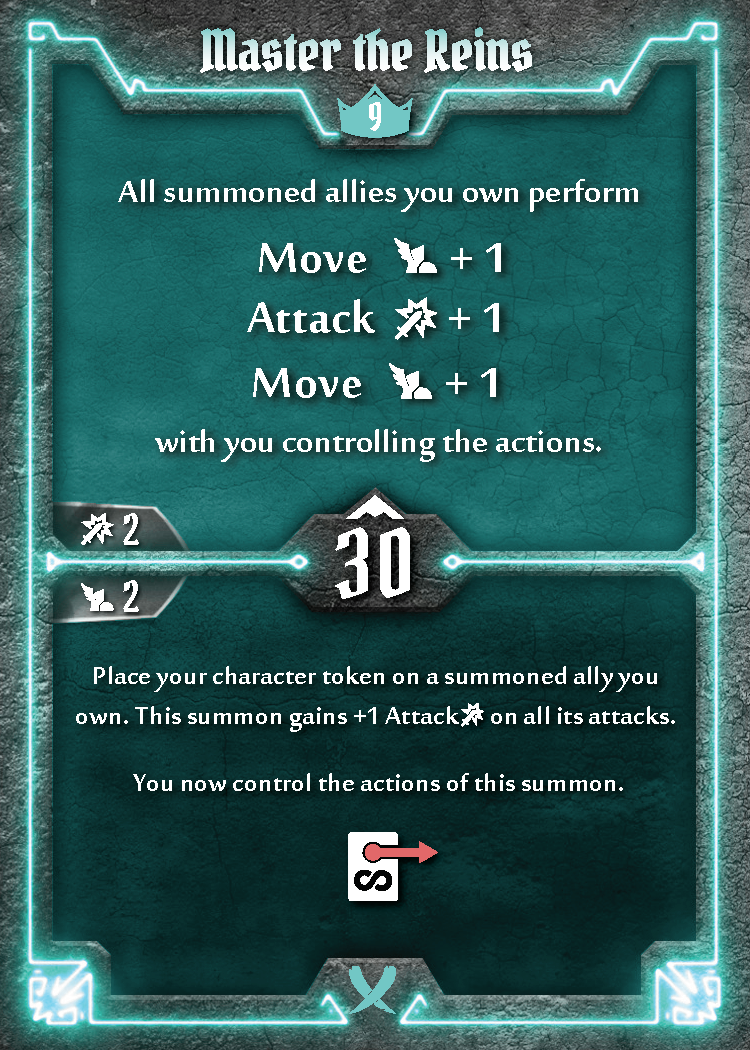 Master the Reins
9
All summoned allies you own perform
Move + 1
Attack + 1
Move + 1
with you controlling the actions.
2
30
2
Place your character token on a summoned ally you
own. This summon gains +1 Attack on all its attacks.
You now control the actions of this summon.
S